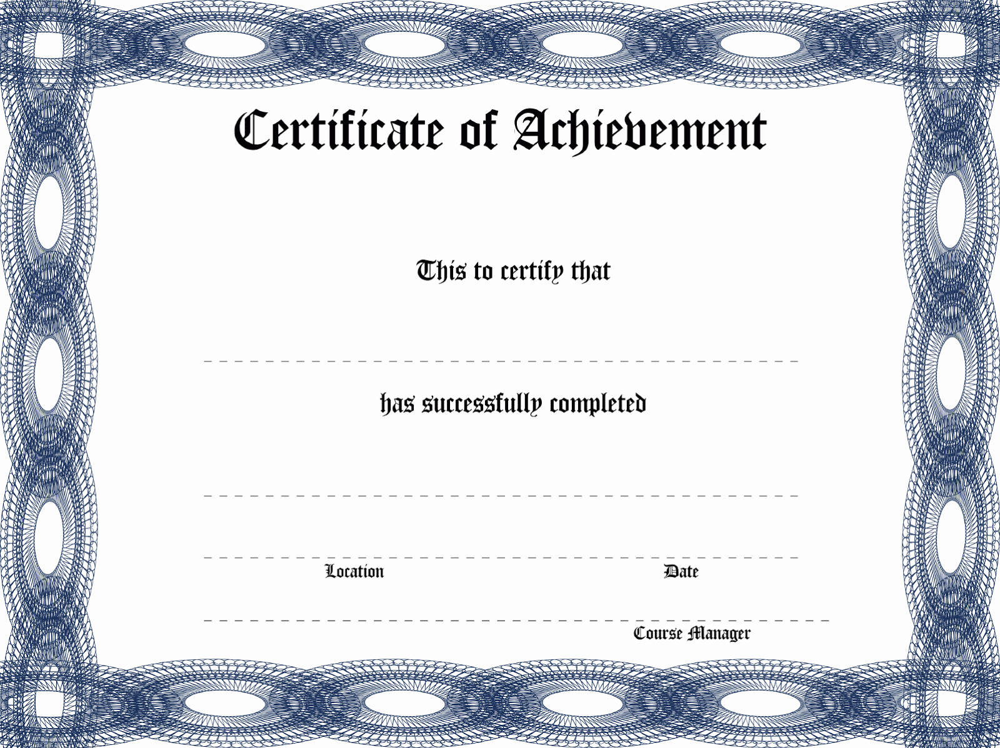 Certificate of Achievement
This to certify that
has successfully completed
Location Date
Course Manager